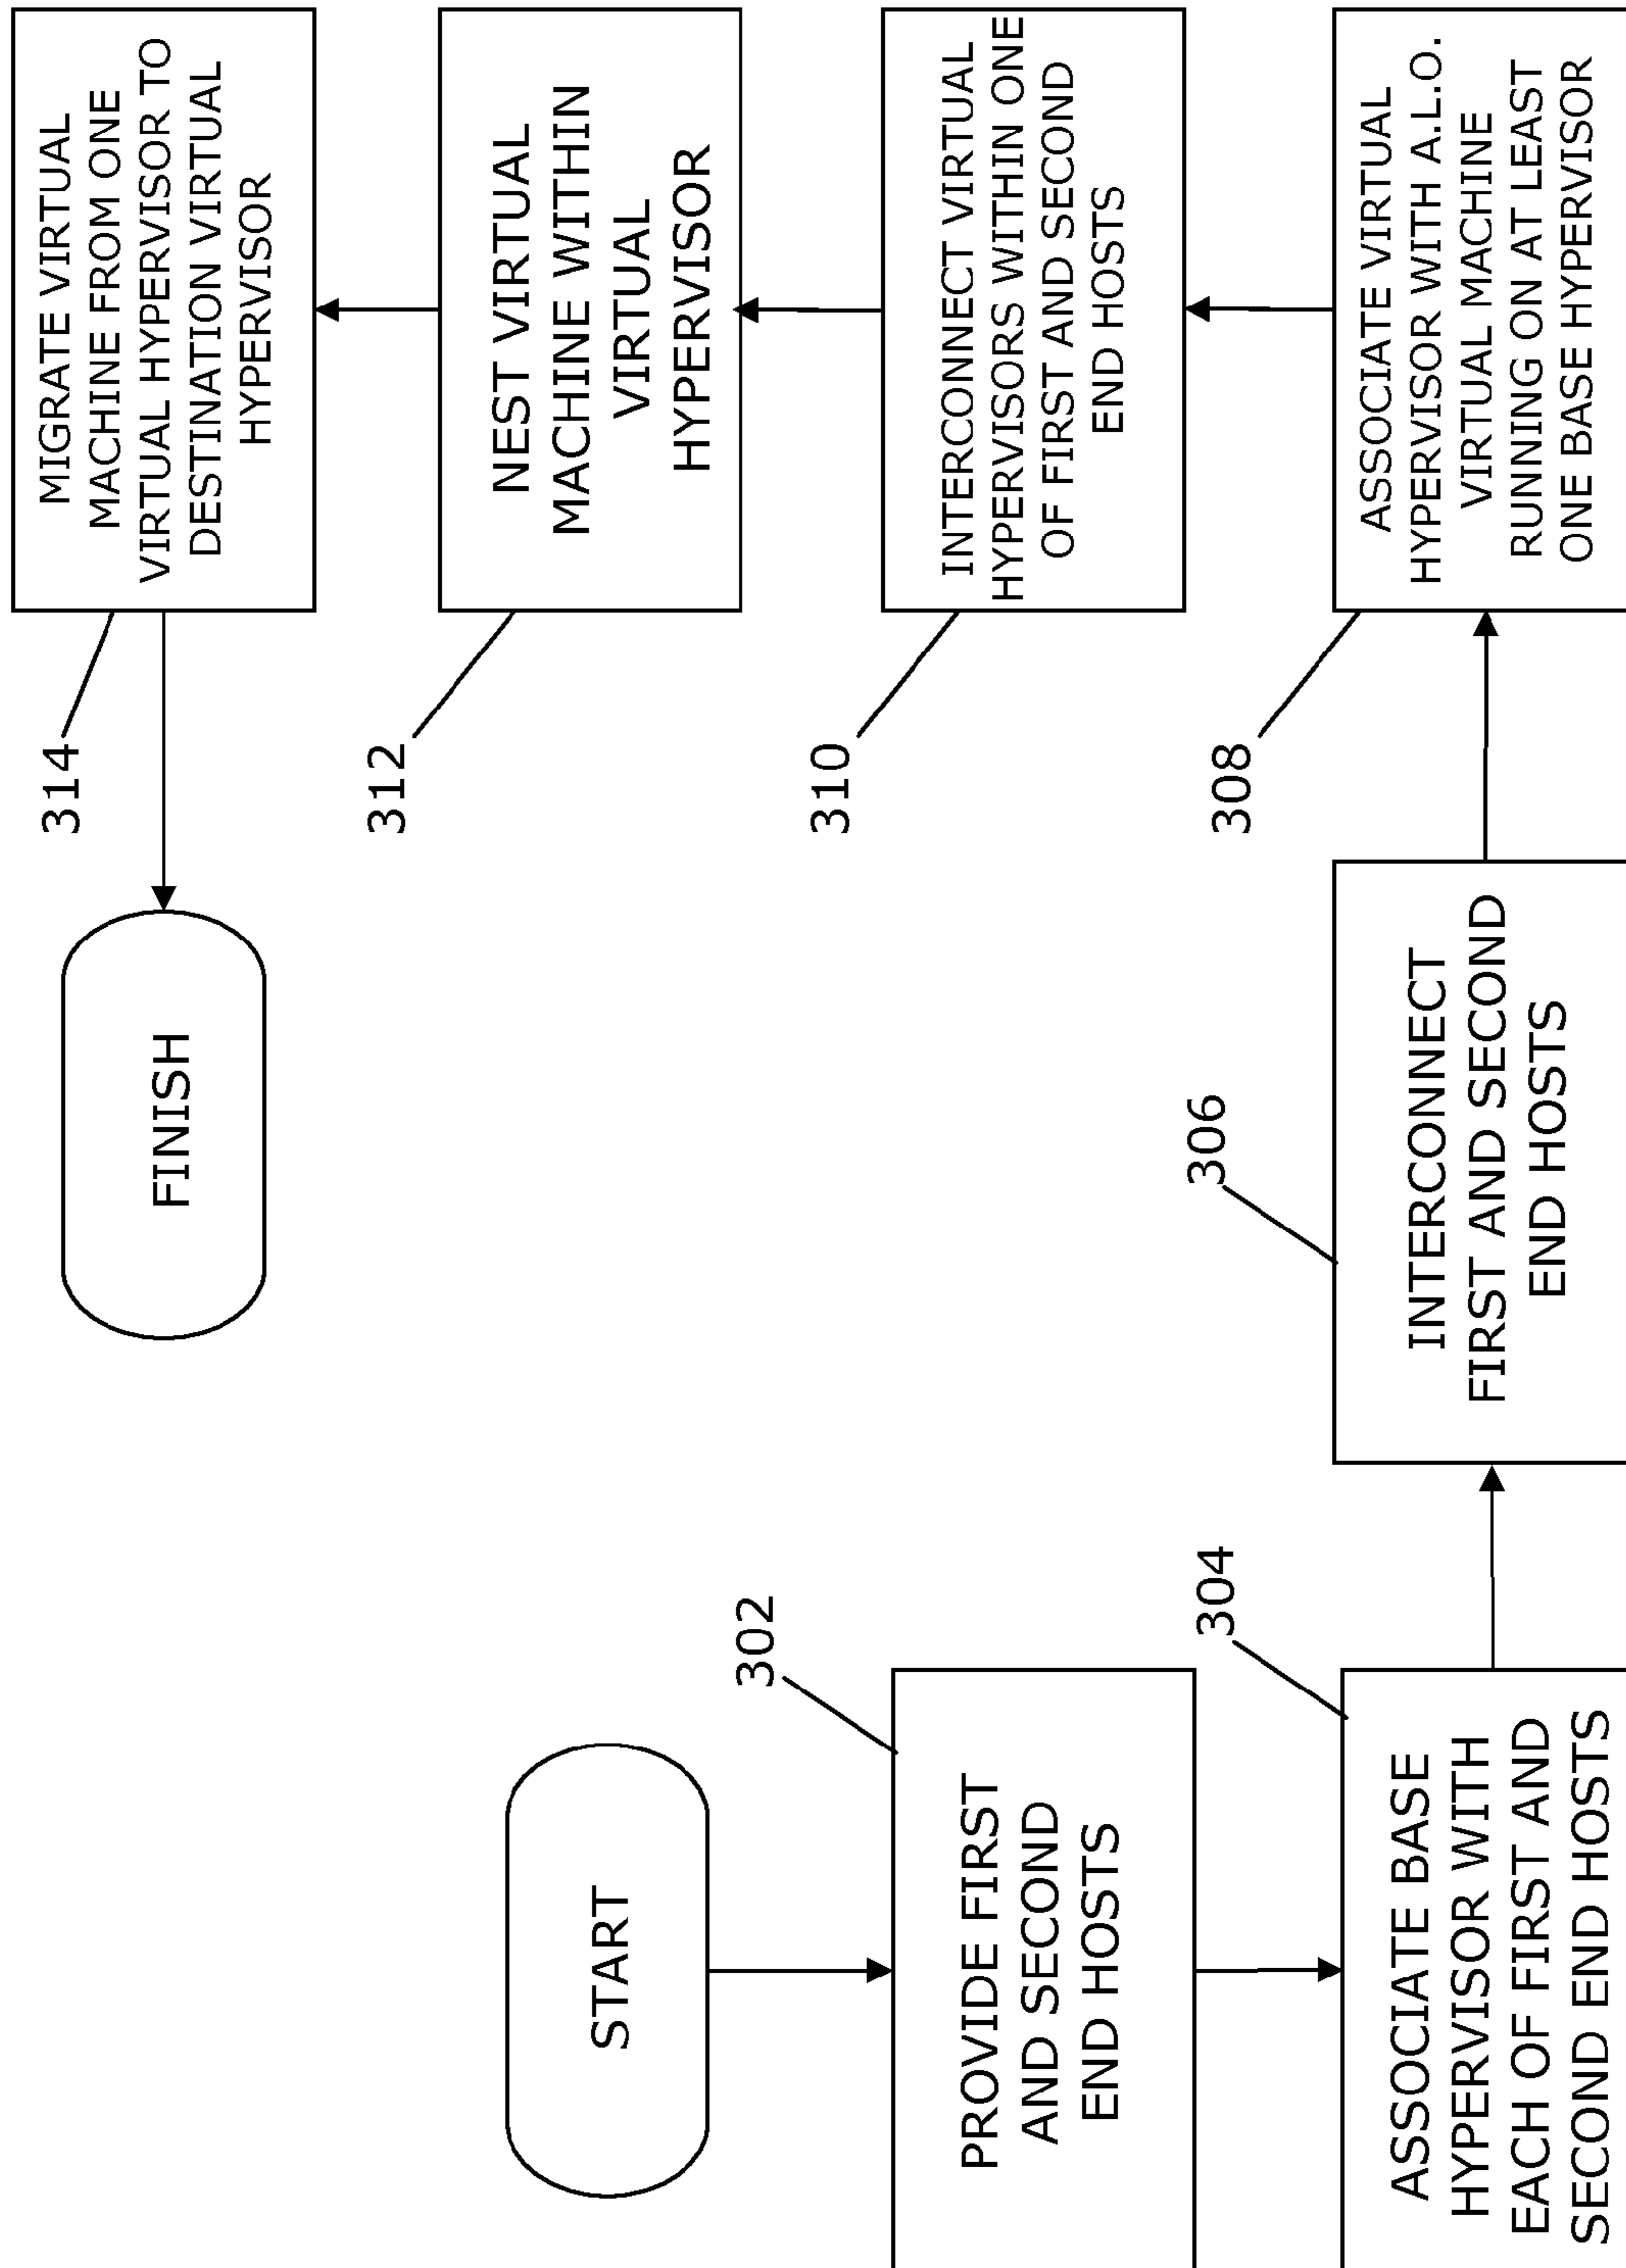 START
302
PROVIDE FIRST
AND SECOND
END HOSTS
304
ASSOCIATE BASE
HYPERVISOR WITH
EACH OF FIRST AND
SECOND END HOSTS
306
INTERCONNECT
FIRST AND SECOND
END HOSTS
308
ASSOCIATE VIRTUAL
HYPERVISOR WITH A.L.O.
VIRTUAL MACHINE
RUNNING ON AT LEAST
ONE BASE HYPERVISOR
310
INTERCONNECT VIRTUAL
HYPERVISORS WITHIN ONE
OF FIRST AND SECOND
END HOSTS
312
NEST VIRTUAL
MACHINE WITHIN
VIRTUAL
HYPERVISOR
314
MIGRATE VIRTUAL
MACHINE FROM ONE
VIRTUAL HYPERVISOR TO
DESTINATION VIRTUAL
HYPERVISOR
FINISH